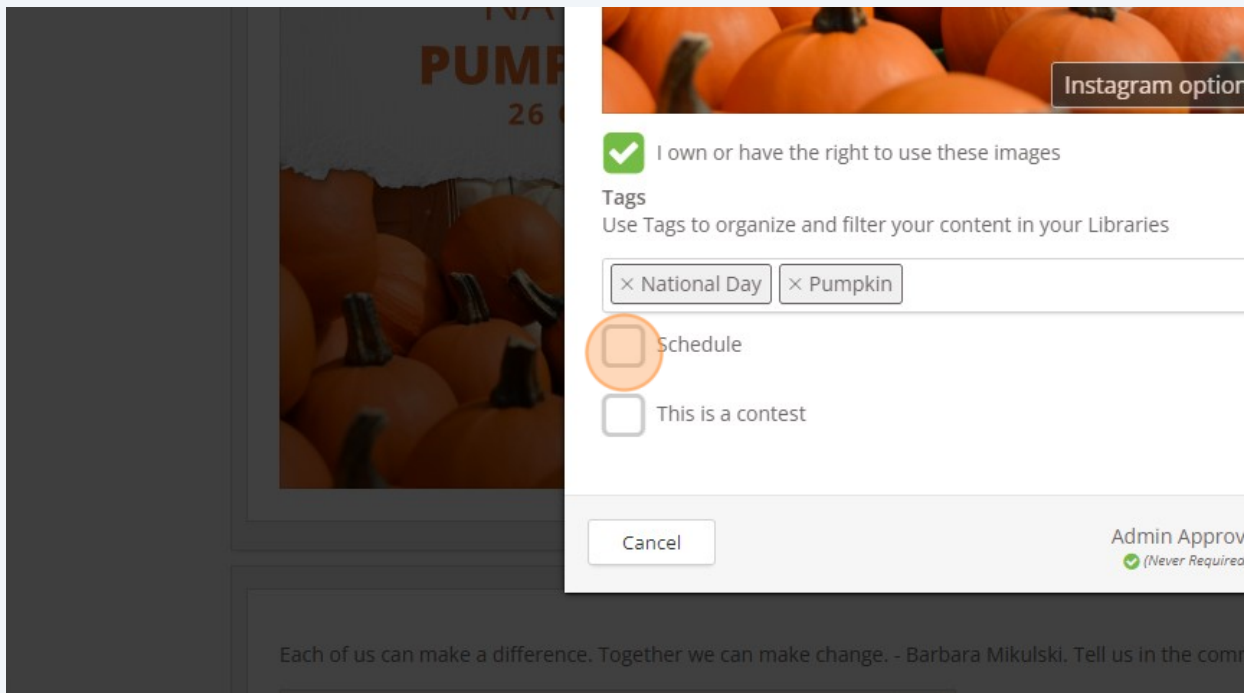 PUMP
26
Instagram option
I own or have the right to use these images
Tags
Use Tags to organize and filter your content in your Libraries
× National Day × Pumpkin
Schedule
This is a contest
Cancel
Admin Approv
(Never Required
Each of us can make a difference. Together we can make change. - Barbara Mikulski. Tell us in the comm